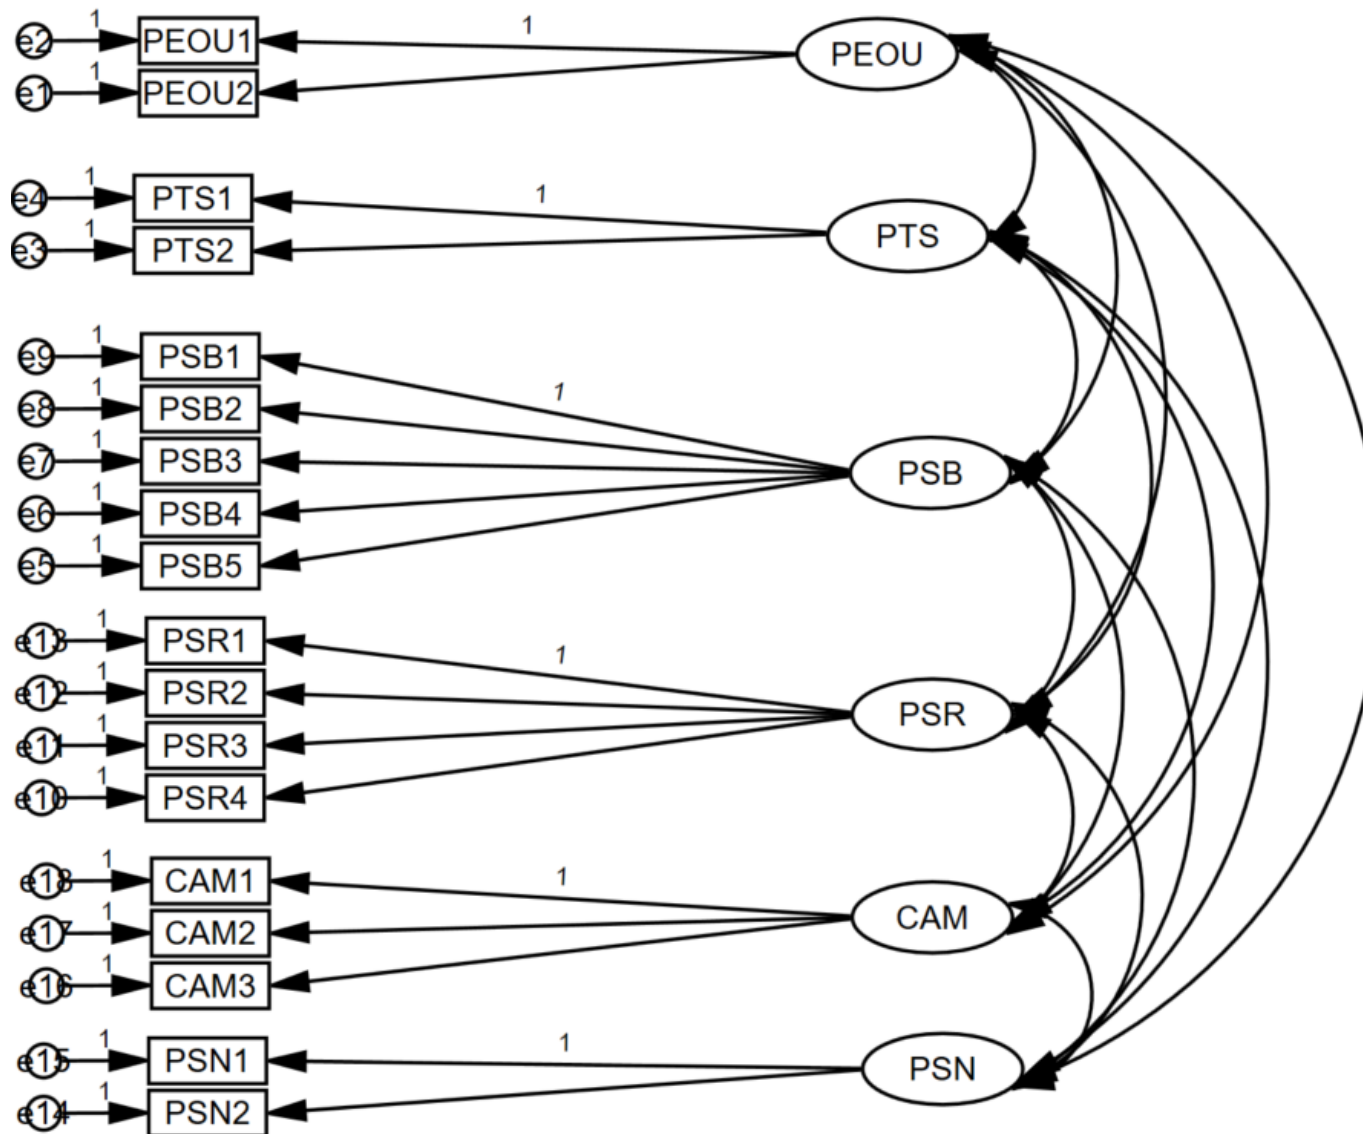 1
1
PEOU
e2
PEOU1
1
e1
PEOU2
1
1
PTS
e4
PTS1
1
e3
PTS2
1
1
PSB
e9
PSB1
1
e8
PSB2
1
e7
PSB3
1
e6
PSB4
1
e5
PSB5
1
1
PSR
e13
PSR1
1
e12
PSR2
1
e11
PSR3
1
e10
PSR4
1
1
CAM
e18
CAM1
1
e17
CAM2
1
e16
CAM3
1
1
PSN
e15
PSN1
1
e14
PSN2